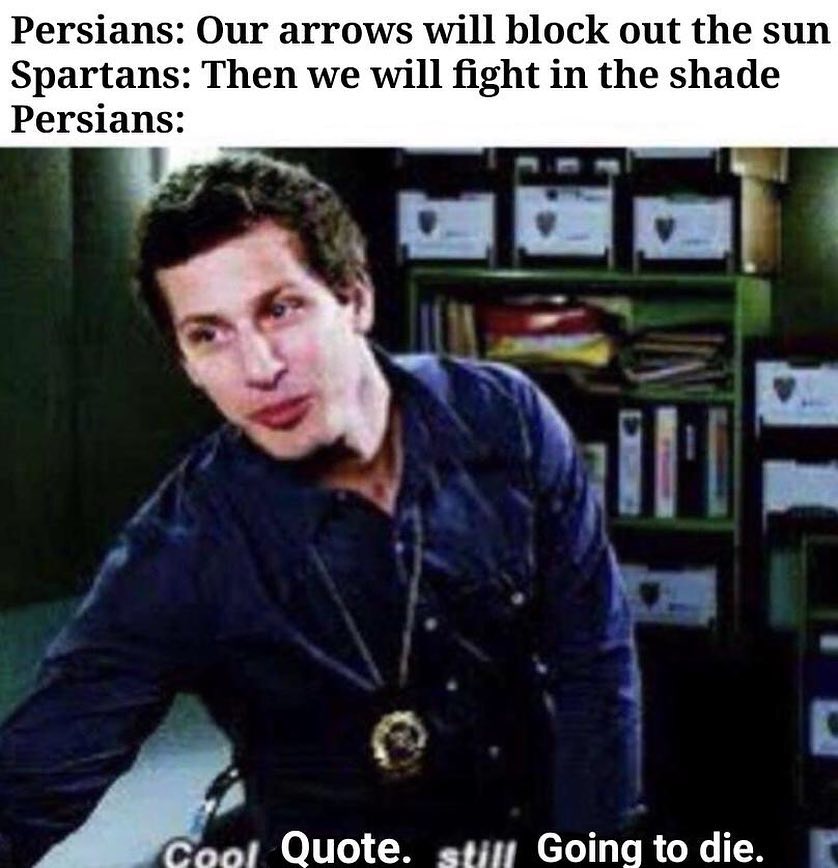 Persians: Our arrows will block out the sun
Spartans: Then we will fight in the shade
Persians:
Cool Quote. still Going to die.